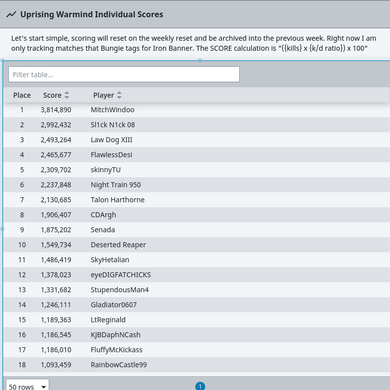 Uprising Warmind Individual Scores
Let's start simple, scoring will reset on the weekly reset and be archived into the previous week. Right now I am
only tracking matches that Bungie tags for Iron Banner. The SCORE calculation is "({kills} x {k/d ratio}) x 100"
Filter table...
Place Score Player
1 3,814,890 MitchWindoo
2 2,992,432 Sl1ck N1ck 08
3 2,493,264 Law Dog XIII
4 2,465,677 FlawlessDesi
5 2,309,702 skinnyTU
6 2,237,848 Night Train 950
7 2,130,685 Talon Harthorne
8 1,906,407 CDArgh
9 1,875,202 Senada
10 1,549,734 Deserted Reaper
11 1,486,419 SkyHetalian
12 1,378,023 eyeDIGFATCHICKS
13 1,331,682 StupendousMan4
14 1,246,111 Gladiator0607
15 1,189,363 LtReginald
16 1,186,545 KJBDaphNCash
17 1,186,010 FluffyMcKickass
18 1,093,459 RainbowCastle99
50 rows 1